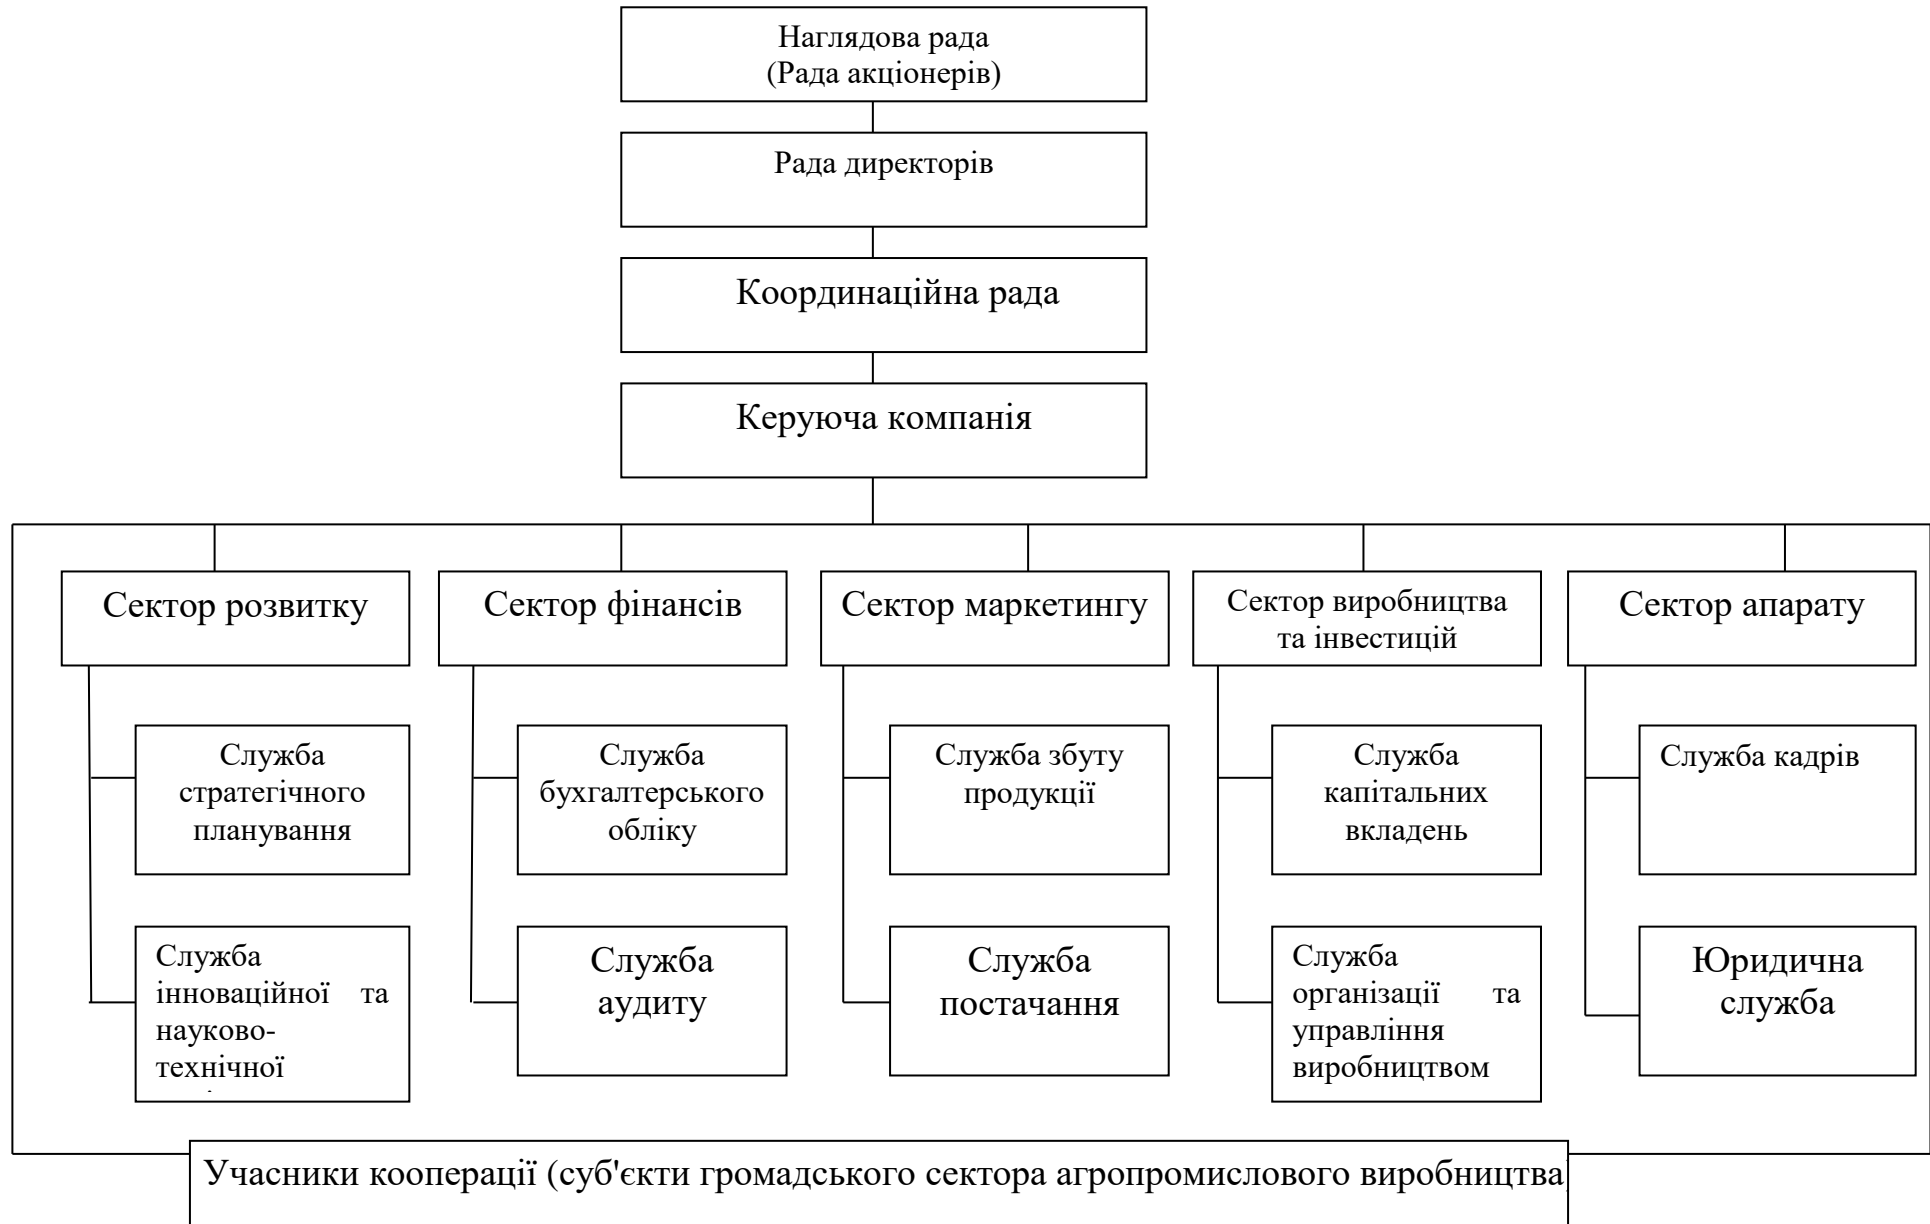 Наглядова рада
(Рада акціонерів)
Рада директорів
Координаційна рада
Керуюча компанія
Сектор розвитку
Сектор фінансів
Сектор маркетингу
Сектор виробництва
та інвестицій
Сектор апарату
Служба
стратегічного
планування
Служба
бухгалтерського
обліку
Служба збуту
продукції
Служба
капітальних
вкладень
Служба кадрів
Служба
інноваційної та
науково-
технічної
Служба
аудиту
Служба
постачання
Служба
організації та
управління
виробництвом
Юридична
служба
Учасники кооперації (суб'єкти громадського сектора агропромислового виробництва